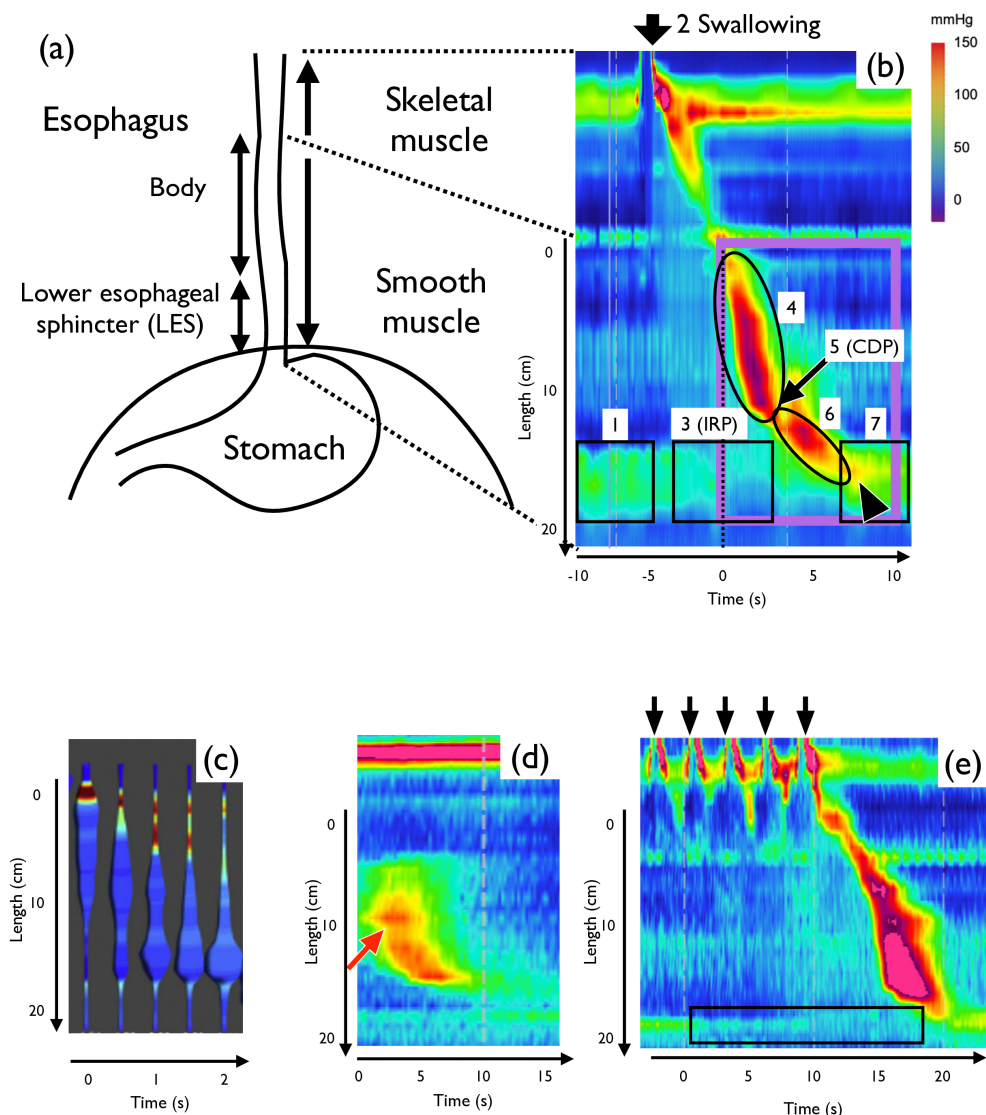 (a)
Esophagus
Body
Lower esophageal
sphincter (LES)
Stomach
Skeletal
muscle
Smooth
muscle
2 Swallowing
(b)
mmHg
150
100
50
0
0
10
20
Length (cm)
1
3 (IRP)
4
5 (CDP)
6
7
-10
-5
0
5
10
Time (s)
(c)
0
10
20
Length (cm)
0
1
2
Time (s)
(d)
0
10
20
Length (cm)
0
5
10
15
Time (s)
(e)
0
10
20
Length (cm)
0
5
10
15
20
Time (s)